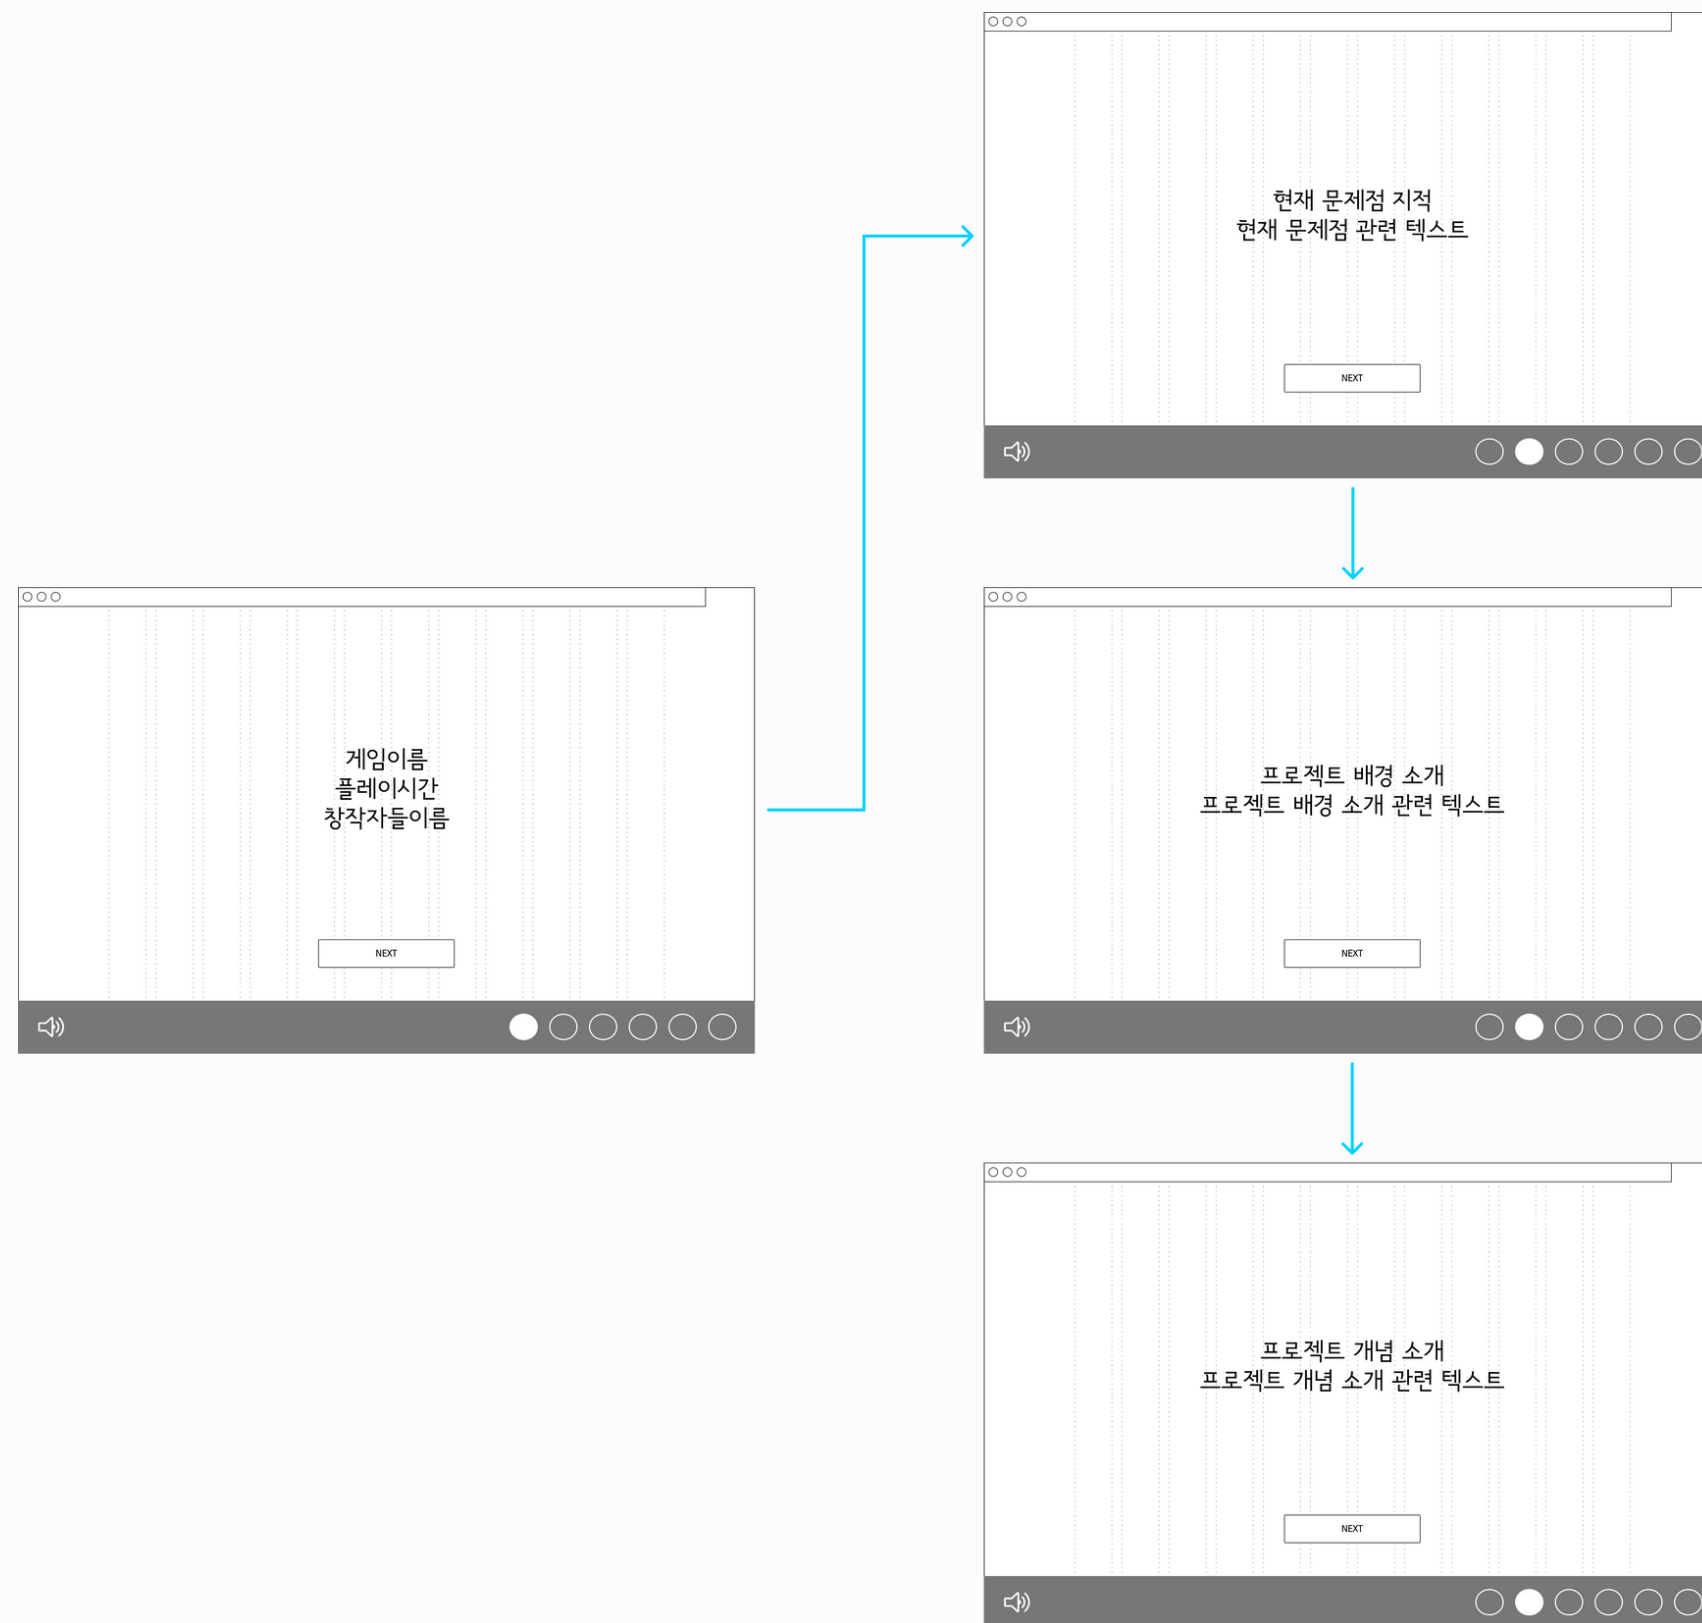 현재 문제점 지적
현재 문제점 관련 텍스트
NEXT
게임이름
플레이시간
창작자들이름
NEXT
프로젝트 배경 소개
프로젝트 배경 소개 관련 텍스트
NEXT
프로젝트 개념 소개
프로젝트 개념 소개 관련 텍스트
NEXT